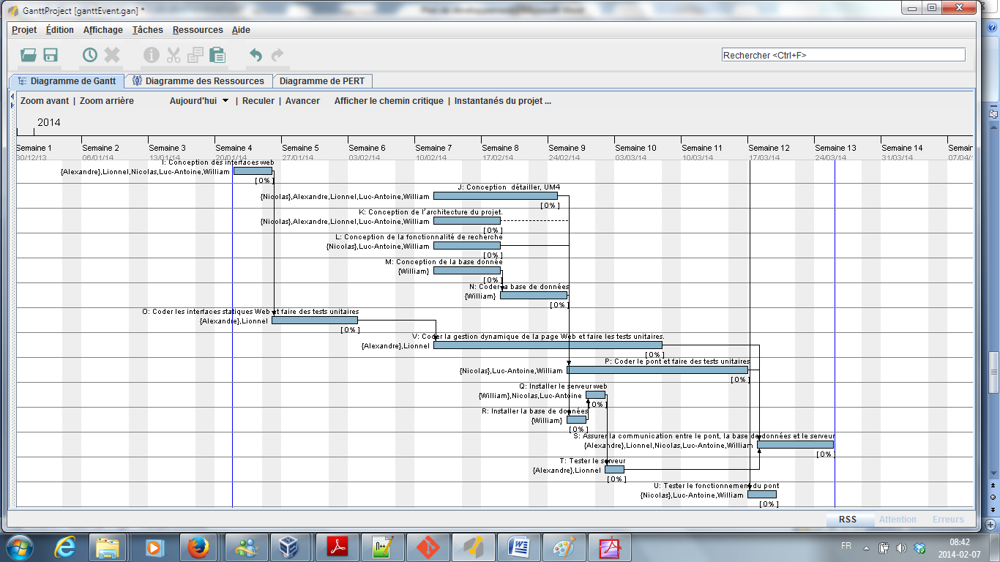 GanttProject [ganttEvent.gan] *
Projet Édition Affichage Tâches Ressources Aide
Rechercher <Ctrl+F>
Diagramme de Gantt Diagramme des Ressources Diagramme de PERT
Zoom avant | Zoom arrière Aujourd'hui | Reculer | Avancer Afficher le chemin critique | Instantanés du projet ...
2014
Semaine 1 Semaine 2 Semaine 3 Semaine 4 Semaine 5 Semaine 6 Semaine 7 Semaine 8 Semaine 9 Semaine 10 Semaine 11 Semaine 12 Semaine 13 Semaine 14 Semain
30/12/13 06/01/14 13/01/14 20/01/14 27/01/14 03/02/14 10/02/14 17/02/14 24/02/14 03/03/14 10/03/14 17/03/14 24/03/14 31/03/14 07/04/1
I: Conception des interfaces web
{Alexandre},Lionnel,Nicolas,Luc-Antoine,William
[ 0% ]
J: Conception détailler, UM4
{Nicolas},Alexandre,Lionnel,Luc-Antoine,William
[ 0% ]
K: Conception de l'architecture du projet.
{Nicolas},Alexandre,Lionnel,Luc-Antoine,William
[ 0% ]
L: Conception de la fonctionnalité de recherche
{Nicolas},Luc-Antoine,William
[ 0% ]
M: Conception de la base donnée
{William}
[ 0% ]
N: Coder la base de données
{William}
[ 0% ]
O: Coder les interfaces statiques Web et faire des tests unitaires
{Alexandre},Lionnel
[ 0% ]
V: Coder la gestion dynamique de la page Web et faire les tests unitaires.
{Alexandre},Lionnel
[ 0% ]
P: Coder le pont et faire des tests unitaires
{Nicolas},Luc-Antoine,William
[ 0% ]
Q: Installer le serveur web
{William},Nicolas,Luc-Antoine
[ 0% ]
R: Installer la base de données
{William}
[ 0% ]
S: Assurer la communication entre le pont, la base de données et le serveur
{Alexandre},Lionnel,Nicolas,Luc-Antoine,William
[ 0% ]
T: Tester le serveur
{Alexandre},Lionnel
[ 0% ]
U: Tester le fonctionnement du pont
{Nicolas},Luc-Antoine,William
[ 0% ]
RSS Attention Erreurs
FR
08:42
2014-02-07